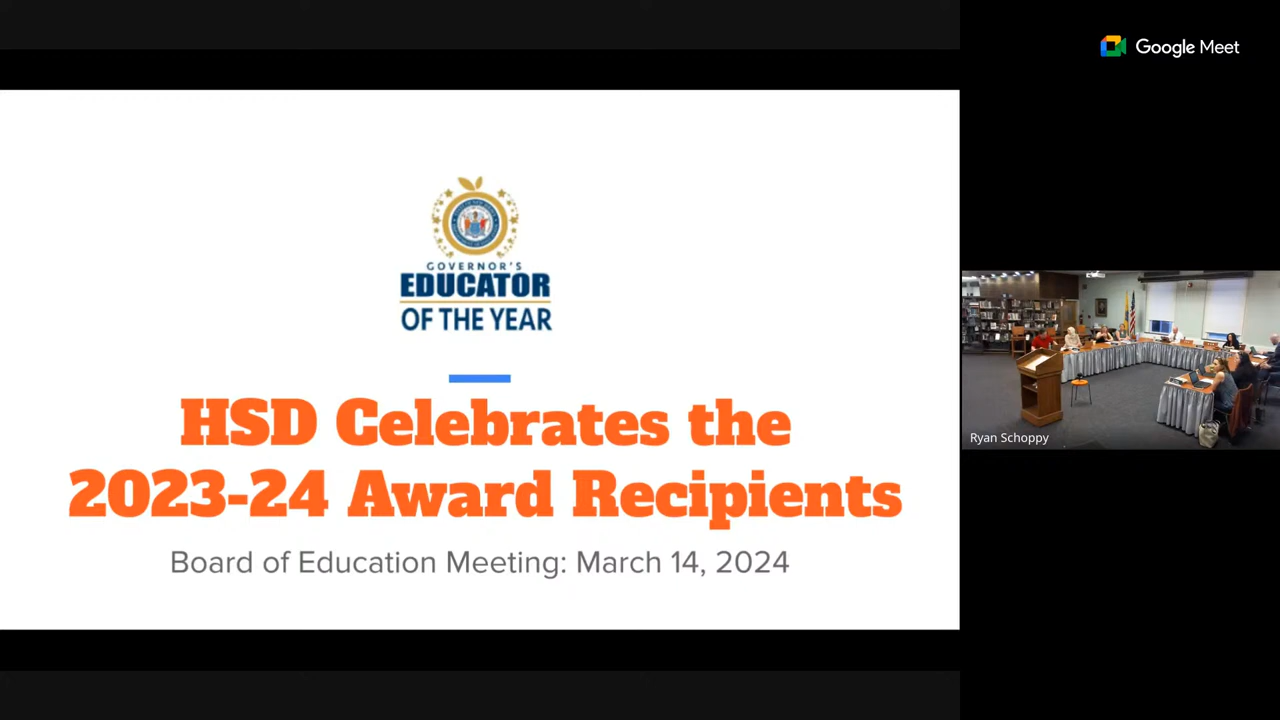 Google Meet
GOVERNOR'S
EDUCATOR
OF THE YEAR
HSD Celebrates the
2023-24 Award Recipients
Board of Education Meeting: March 14, 2024
Ryan Schoppy